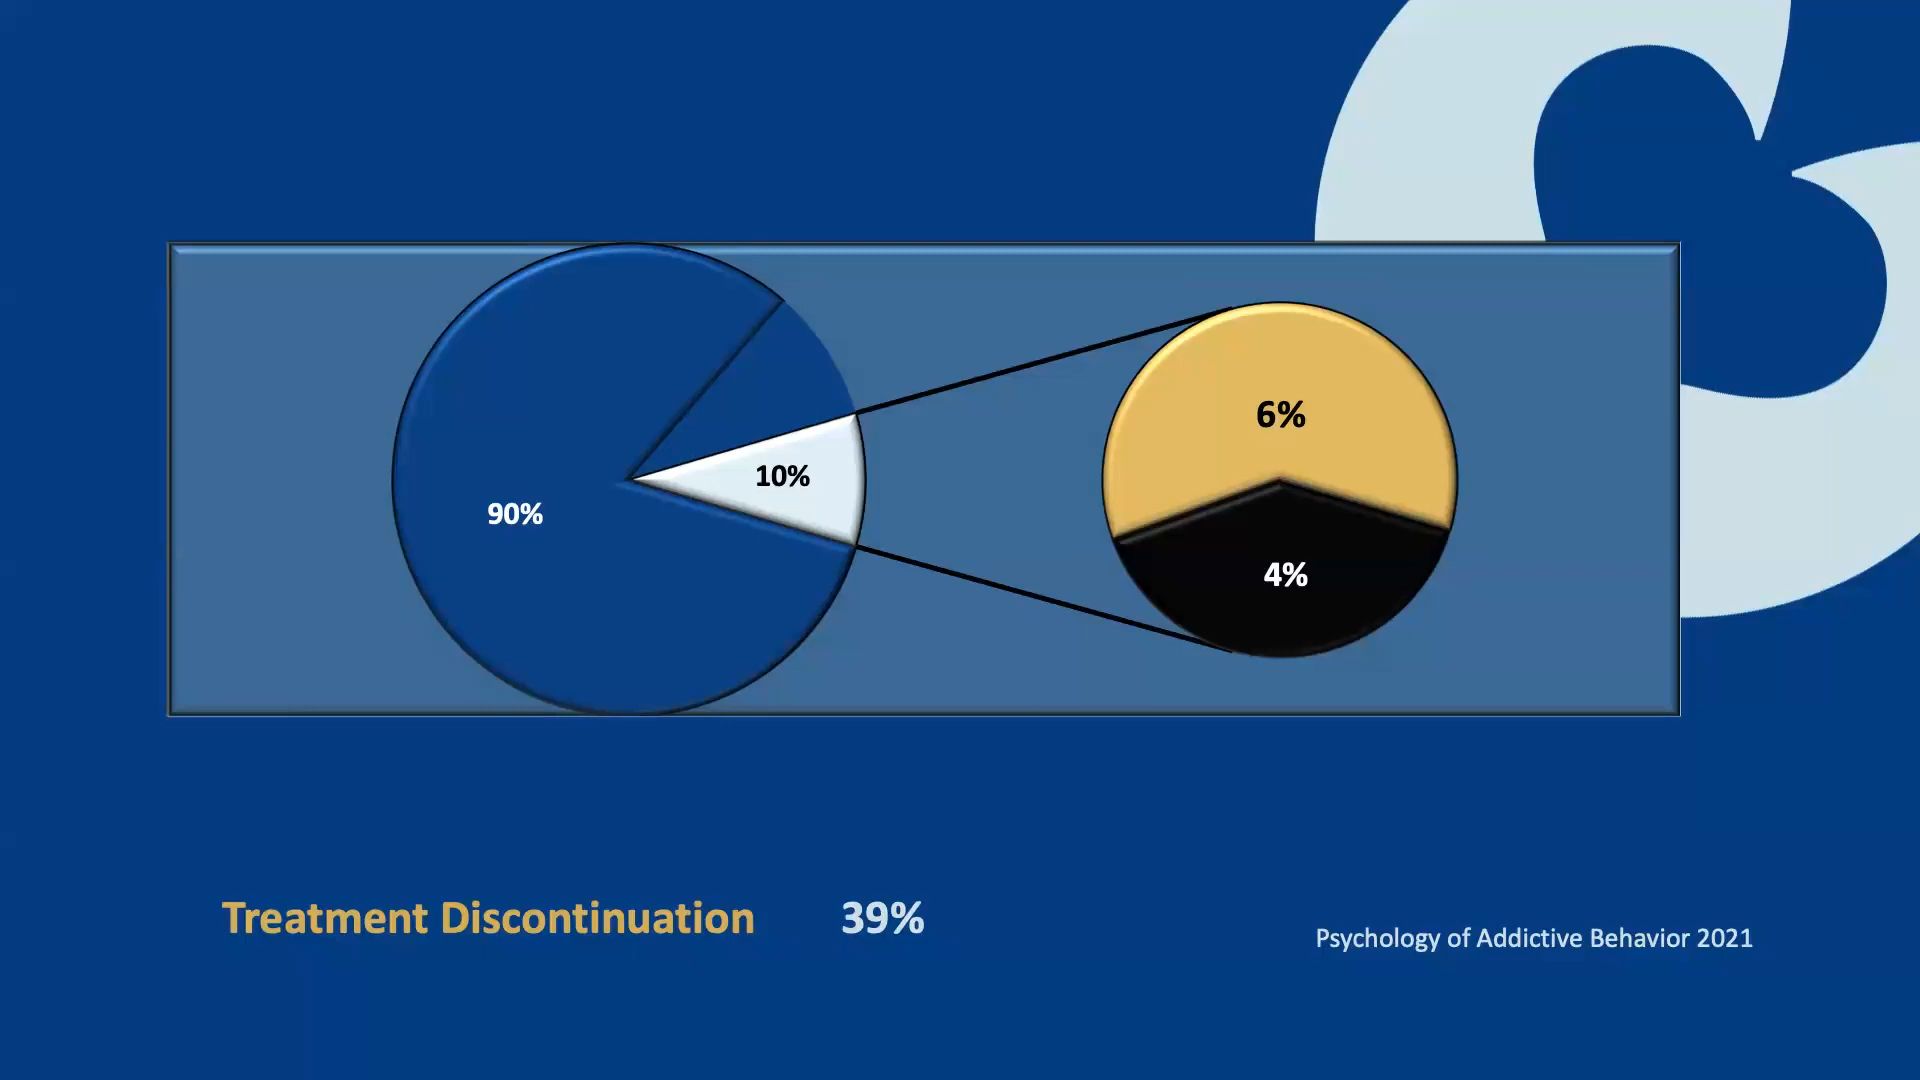 6%
10%
90%
4%
Treatment Discontinuation 39%
Psychology of Addictive Behavior 2021